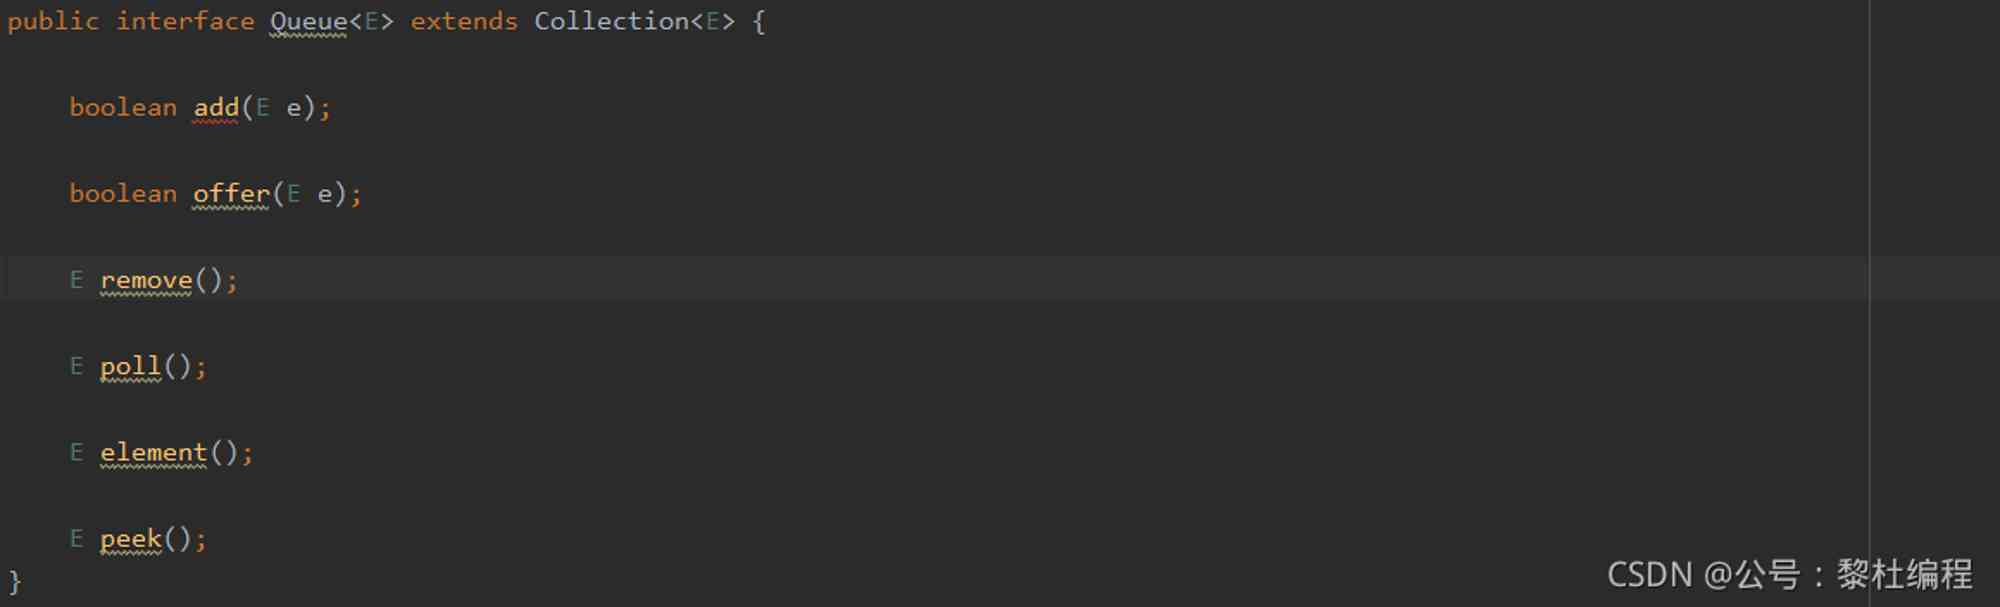 public interface Queue<E> extends Collection<E> {
boolean add(E e);
boolean offer(E e);
E remove();
E poll();
E element();
E peek();
}
CSDN @公号：黎杜编程